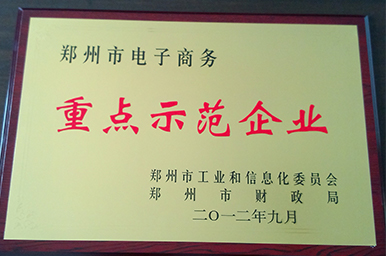 郑州市电子商务
重点示范企业
郑州市工业和信息化委员会
郑州市财政局
二〇一二年九月